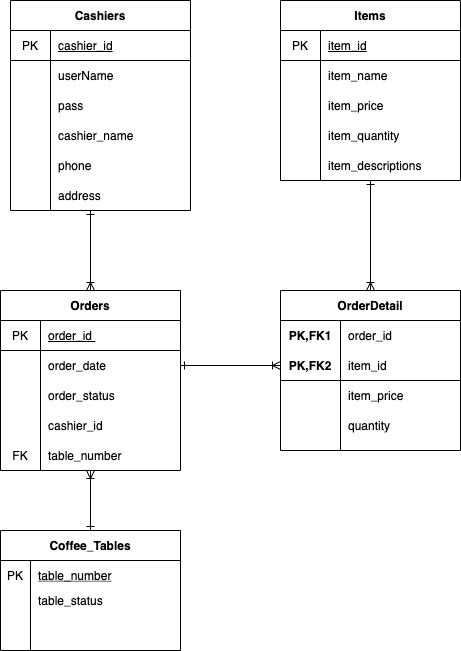 Cashiers
PK cashier_id
userName
pass
cashier_name
phone
address
Items
PK item_id
item_name
item_price
item_quantity
item_descriptions
Orders
PK order_id
order_date
order_status
cashier_id
FK table_number
OrderDetail
PK,FK1 order_id
PK,FK2 item_id
item_price
quantity
Coffee_Tables
PK table_number
table_status